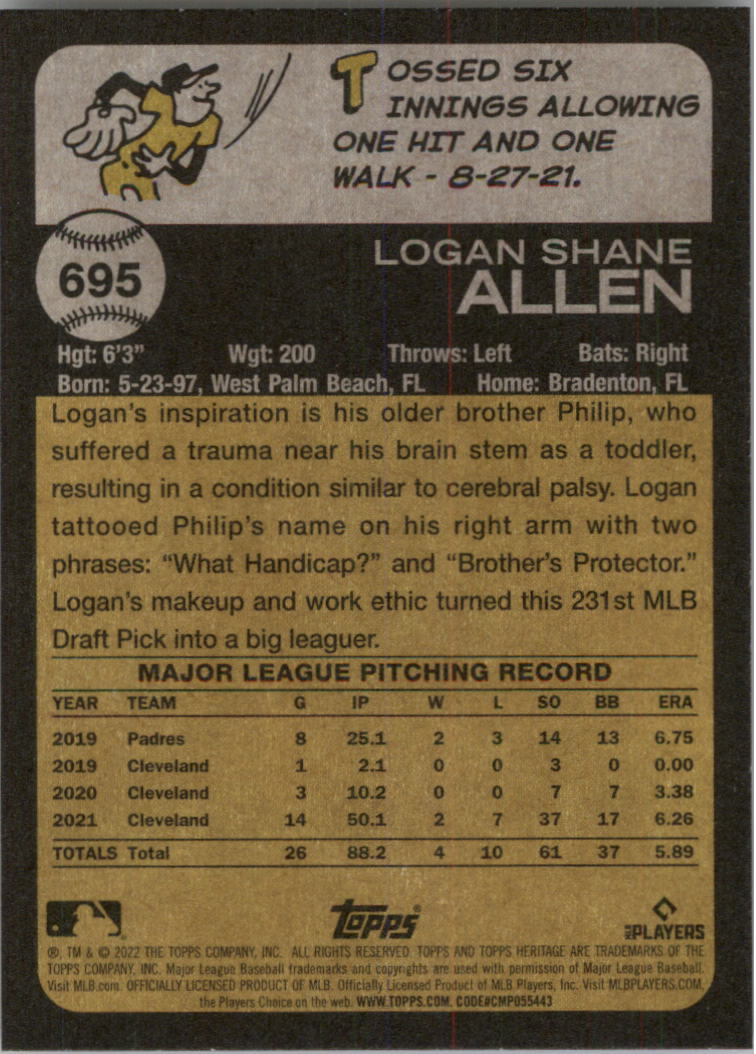 TOSSED SIX
INNINGS ALLOWING
ONE HIT AND ONE
WALK - 8-27-21.
695
LOGAN SHANE
ALLEN
Hgt: 6'3" Wgt: 200 Throws: Left Bats: Right
Born: 5-23-97, West Palm Beach, FL Home: Bradenton, FL
Logan's inspiration is his older brother Philip, who
suffered a trauma near his brain stem as a toddler,
resulting in a condition similar to cerebral palsy. Logan
tattooed Philip's name on his right arm with two
phrases: "What Handicap?" and "Brother's Protector."
Logan's makeup and work ethic turned this 231st MLB
Draft Pick into a big leaguer.
MAJOR LEAGUE PITCHING RECORD
YEAR TEAM G IP W L SO BB ERA
2019 Padres 8 25.1 2 3 14 13 6.75
2019 Cleveland 1 2.1 0 0 3 0 0.00
2020 Cleveland 3 10.2 0 0 7 7 3.38
2021 Cleveland 14 50.1 2 7 37 17 6.26
TOTALS Total 26 88.2 4 10 61 37 5.89
Topps®
MLB PLAYERS
®, TM & © 2022 THE TOPPS COMPANY, INC. ALL RIGHTS RESERVED. TOPPS AND TOPPS HERITAGE ARE TRADEMARKS OF THE
TOPPS COMPANY, INC. Major League Baseball trademarks and copyrights are used with permission of Major League Baseball.
Visit MLB.com. OFFICIALLY LICENSED PRODUCT OF MLB. Officially Licensed Product of MLB Players, Inc. Visit MLBPLAYERS.COM,
the Players Choice on the web. WWW.TOPPS.COM. CODE#CMP055443